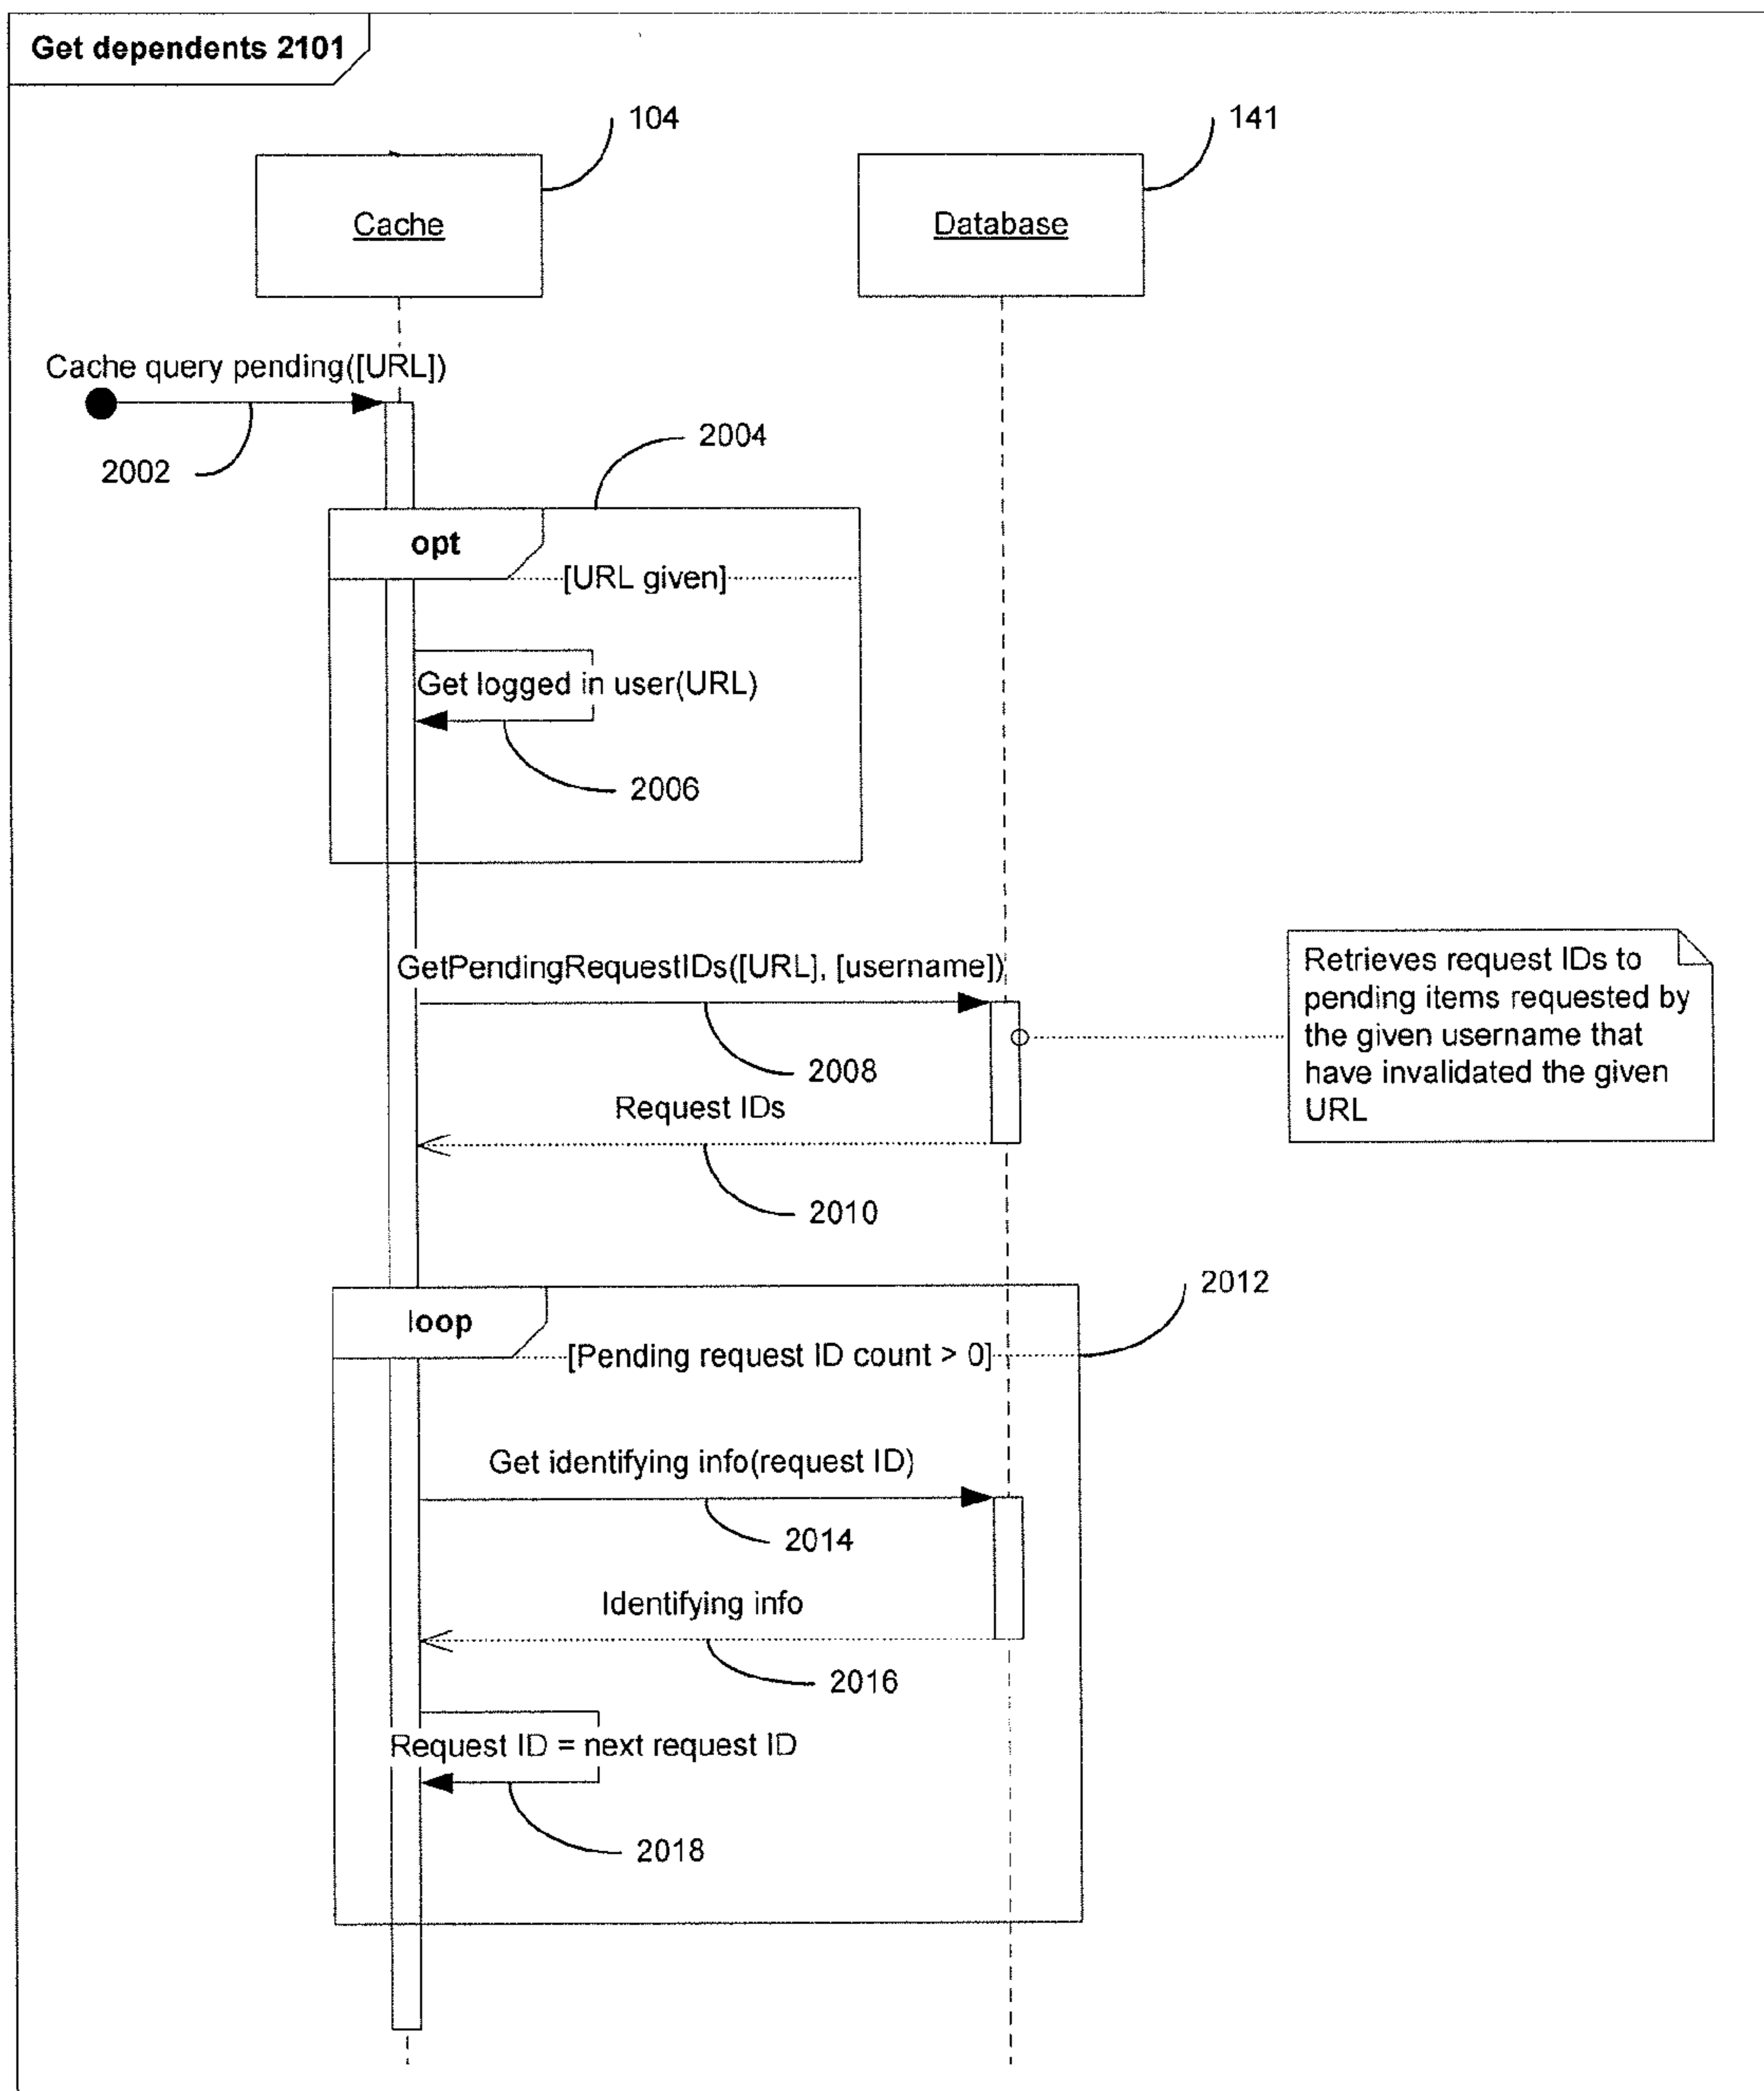 Get dependents 2101
104
141
Cache
Database
Cache query pending([URL])
2002
2004
opt
[URL given]
Get logged in user(URL)
2006
GetPendingRequestIDs([URL], [username])
Retrieves request IDs to
pending items requested by
the given username that
have invalidated the given
URL
2008
Request IDs
2010
2012
loop
[Pending request ID count > 0]
Get identifying info(request ID)
2014
Identifying info
2016
Request ID = next request ID
2018